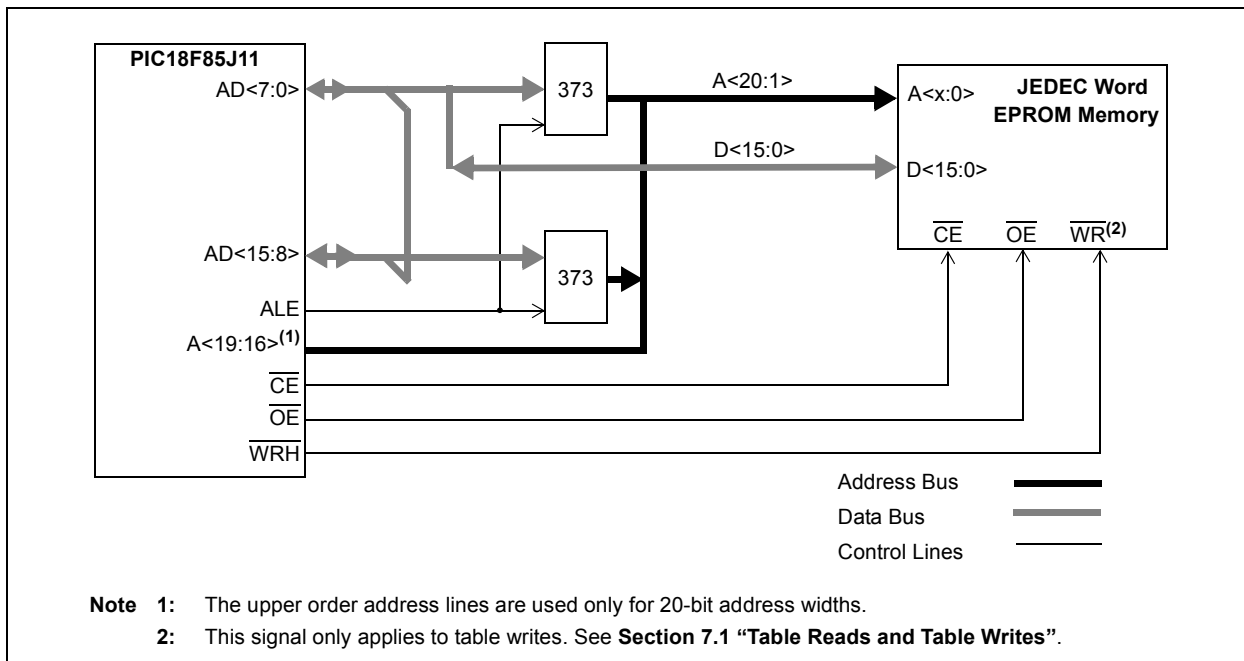 PIC18F85J11
AD<7:0>
373
A<20:1>
A<x:0>
JEDEC Word
EPROM Memory
D<15:0>
D<15:0>
CE OE WR(2)
AD<15:8>
373
ALE
A<19:16>(1)
CE
OE
WRH
Address Bus
Data Bus
Control Lines
Note 1: The upper order address lines are used only for 20-bit address widths.
2: This signal only applies to table writes. See Section 7.1 “Table Reads and Table Writes”.